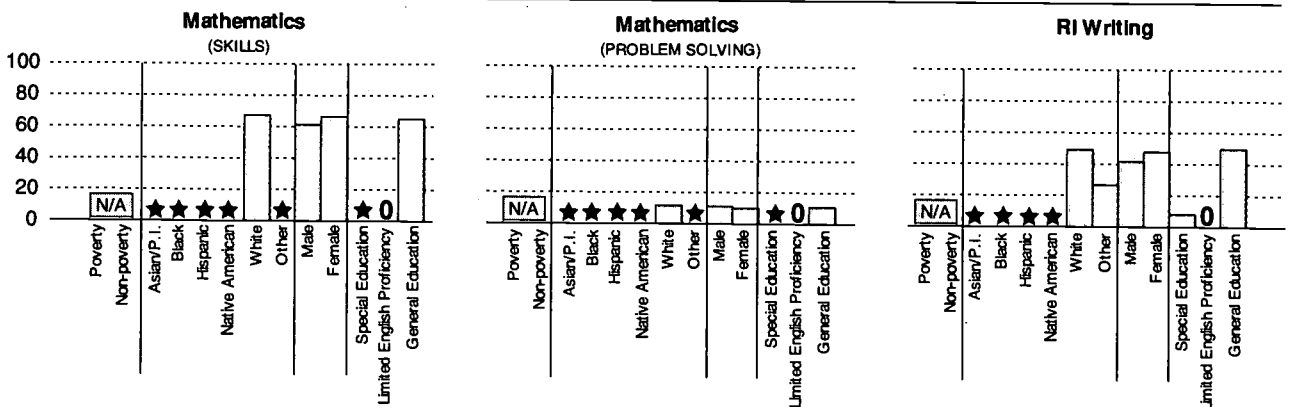 Mathematics
(SKILLS)
100
80
60
40
20
0
N/A
★ ★ ★ ★ ★ ★ 0
Poverty
Non-poverty
Asian/P.I.
Black
Hispanic
Native American
White
Other
Male
Female
Special Education
Limited English Proficiency
General Education
Mathematics
(PROBLEM SOLVING)
N/A
★ ★ ★ ★ ★ ★ 0
Poverty
Non-poverty
Asian/P.I.
Black
Hispanic
Native American
White
Other
Male
Female
Special Education
Limited English Proficiency
General Education
RI Writing
N/A
★ ★ ★ ★ 0
Poverty
Non-poverty
Asian/P.I.
Black
Hispanic
Native American
White
Other
Male
Female
Special Education
Limited English Proficiency
General Education